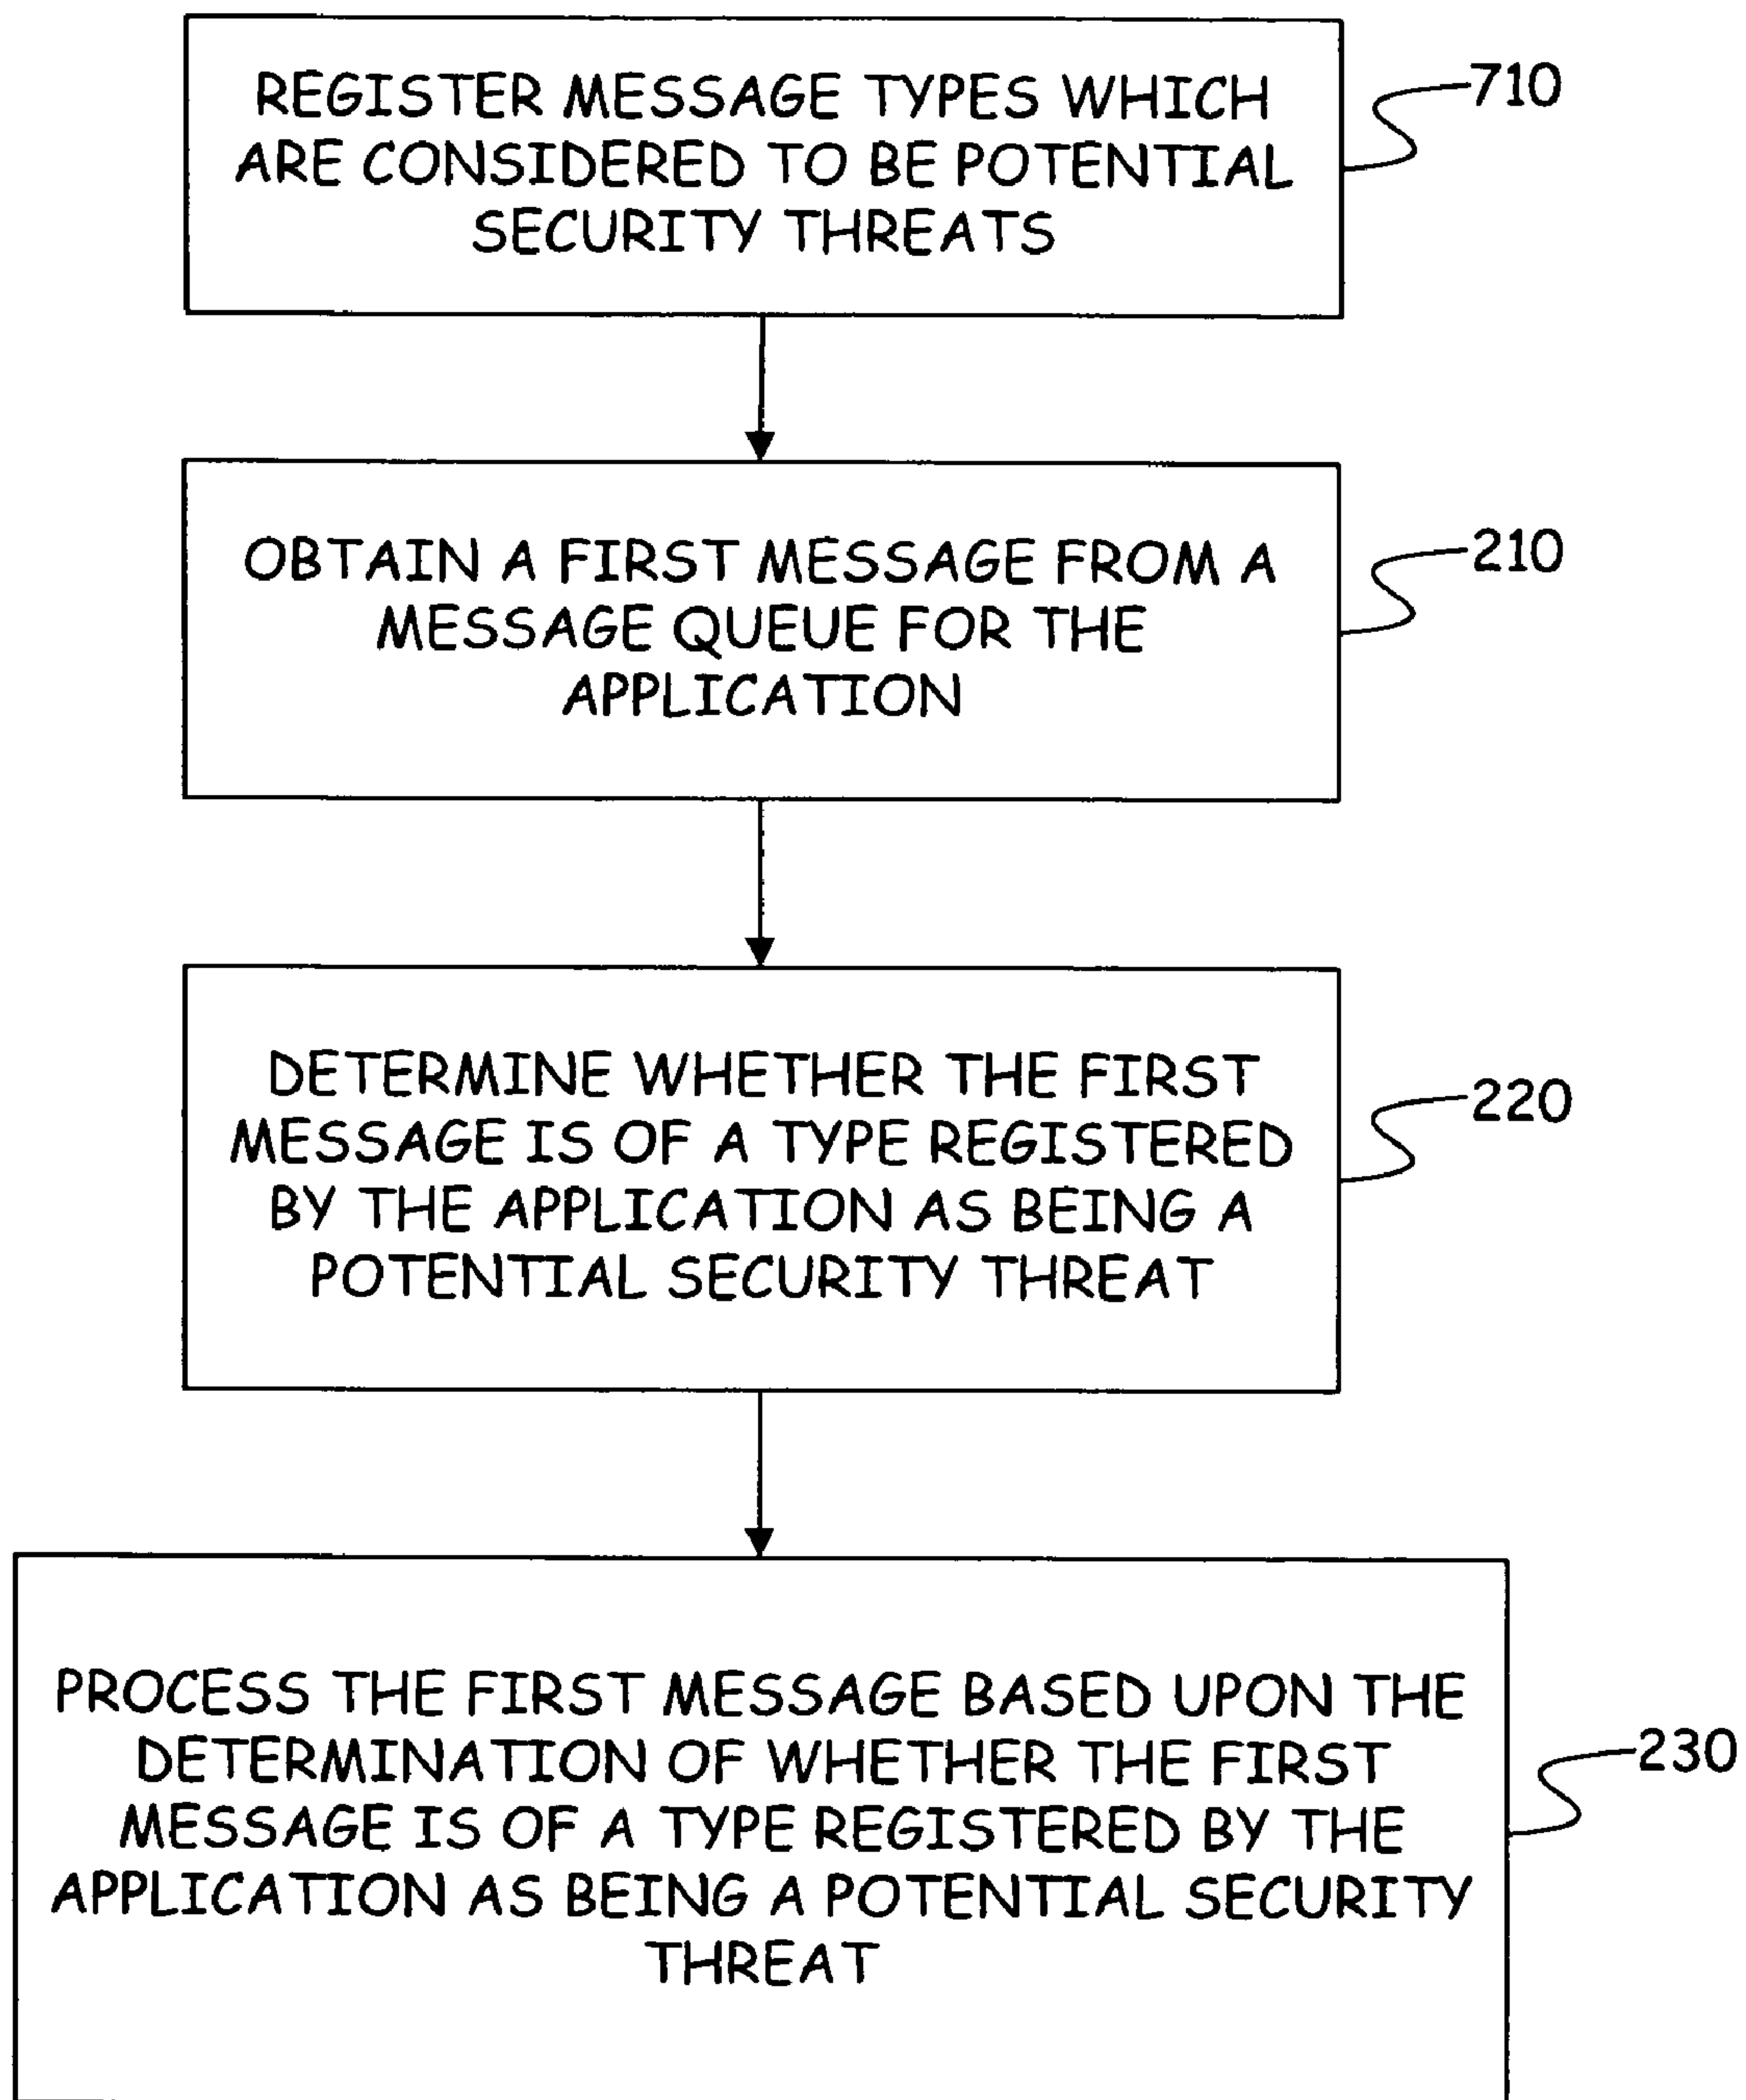 REGISTER MESSAGE TYPES WHICH
ARE CONSIDERED TO BE POTENTIAL
SECURITY THREATS
710
OBTAIN A FIRST MESSAGE FROM A
MESSAGE QUEUE FOR THE
APPLICATION
210
DETERMINE WHETHER THE FIRST
MESSAGE IS OF A TYPE REGISTERED
BY THE APPLICATION AS BEING A
POTENTIAL SECURITY THREAT
220
PROCESS THE FIRST MESSAGE BASED UPON THE
DETERMINATION OF WHETHER THE FIRST
MESSAGE IS OF A TYPE REGISTERED BY THE
APPLICATION AS BEING A POTENTIAL SECURITY
THREAT
230